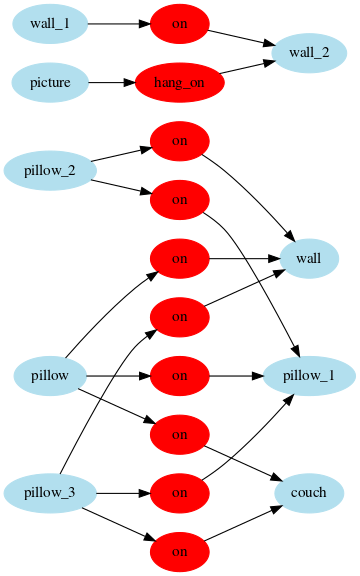 wall_1 on
wall_2
picture hang_on
on
pillow_2
on
on wall
on
pillow on pillow_1
on
pillow_3 on couch
on